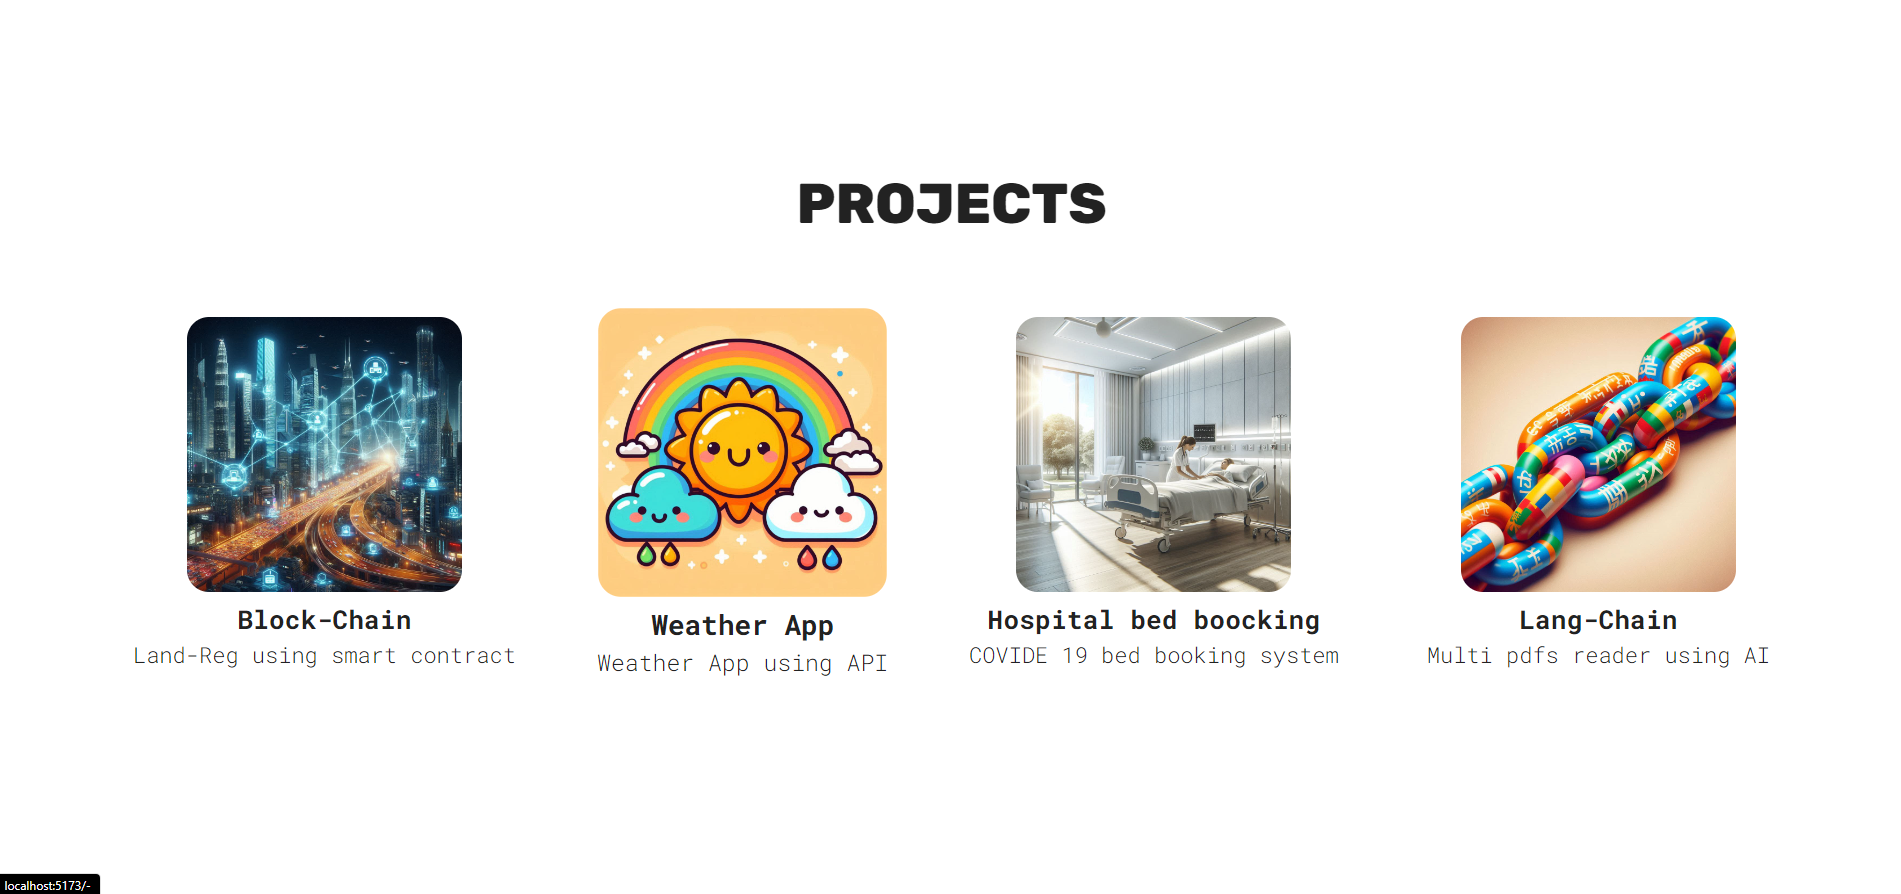 PROJECTS
Block-Chain
Land-Reg using smart contract
Weather App
Weather App using API
Hospital bed boocking
COVIDE 19 bed booking system
Lang-Chain
Multi pdfs reader using AI
localhost:5173/-